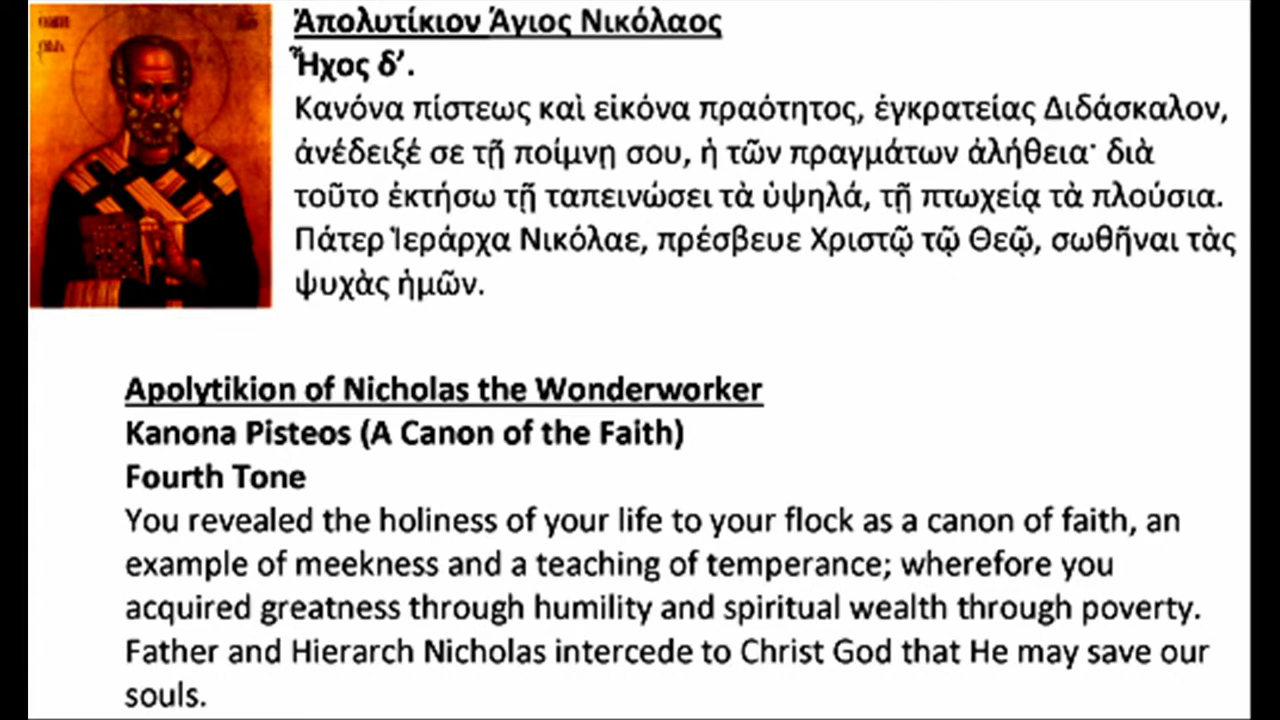 Ἀπολυτίκιον Ἅγιος Νικόλαος
Ἦχος δ’.
Κανόνα πίστεως καὶ εἰκόνα πραότητος, ἐγκρατείας Διδάσκαλον,
ἀνέδειξέ σε τῇ ποίμνῃ σου, ἡ τῶν πραγμάτων ἀλήθεια· διὰ
τοῦτο ἐκτήσω τῇ ταπεινώσει τὰ ὑψηλά, τῇ πτωχείᾳ τὰ πλούσια.
Πάτερ Ἱεράρχα Νικόλαε, πρέσβευε Χριστῷ τῷ Θεῷ, σωθῆναι τὰς
ψυχὰς ἡμῶν.
Apolytikion of Nicholas the Wonderworker
Kanona Pisteos (A Canon of the Faith)
Fourth Tone
You revealed the holiness of your life to your flock as a canon of faith, an
example of meekness and a teaching of temperance; wherefore you
acquired greatness through humility and spiritual wealth through poverty.
Father and Hierarch Nicholas intercede to Christ God that He may save our
souls.